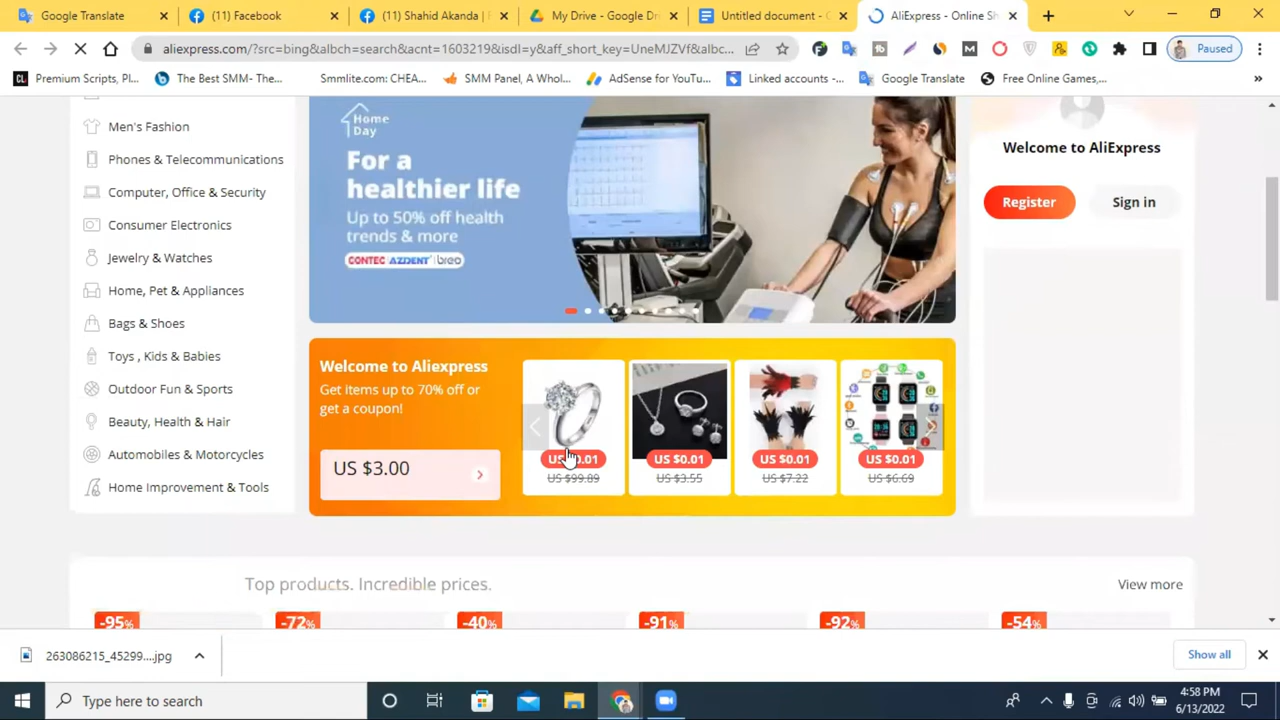 Google Translate
(11) Facebook
(11) Shahid Akanda | F
My Drive - Google Dr
Untitled document -
AliExpress - Online Sh
aliexpress.com/?src=bing&albch=search&acnt=1603219&isdl=y&aff_short_key=UneMJZVf&albc...
Paused
Premium Scripts, Pl...
The Best SMM- The...
Smmlite.com: CHEA...
SMM Panel, A Whol...
AdSense for YouTu...
Linked accounts -...
Google Translate
Free Online Games,...
Men's Fashion
Phones & Telecommunications
Computer, Office & Security
Consumer Electronics
Jewelry & Watches
Home, Pet & Appliances
Bags & Shoes
Toys , Kids & Babies
Outdoor Fun & Sports
Beauty, Health & Hair
Automobiles & Motorcycles
Home Improvement & Tools
Home
Day
For a
healthier life
Up to 50% off health
trends & more
CONTEC AZDENT breo
Welcome to AliExpress
Register
Sign in
Welcome to Aliexpress
Get items up to 70% off or
get a coupon!
US $3.00
US $0.01
US $99.89
US $0.01
US $3.55
US $0.01
US $7.22
US $0.01
US $6.69
Top products. Incredible prices.
View more
-95%
-72%
-40%
-91%
-92%
-54%
263086215_45299....jpg
Show all
Type here to search
4:58 PM
6/13/2022